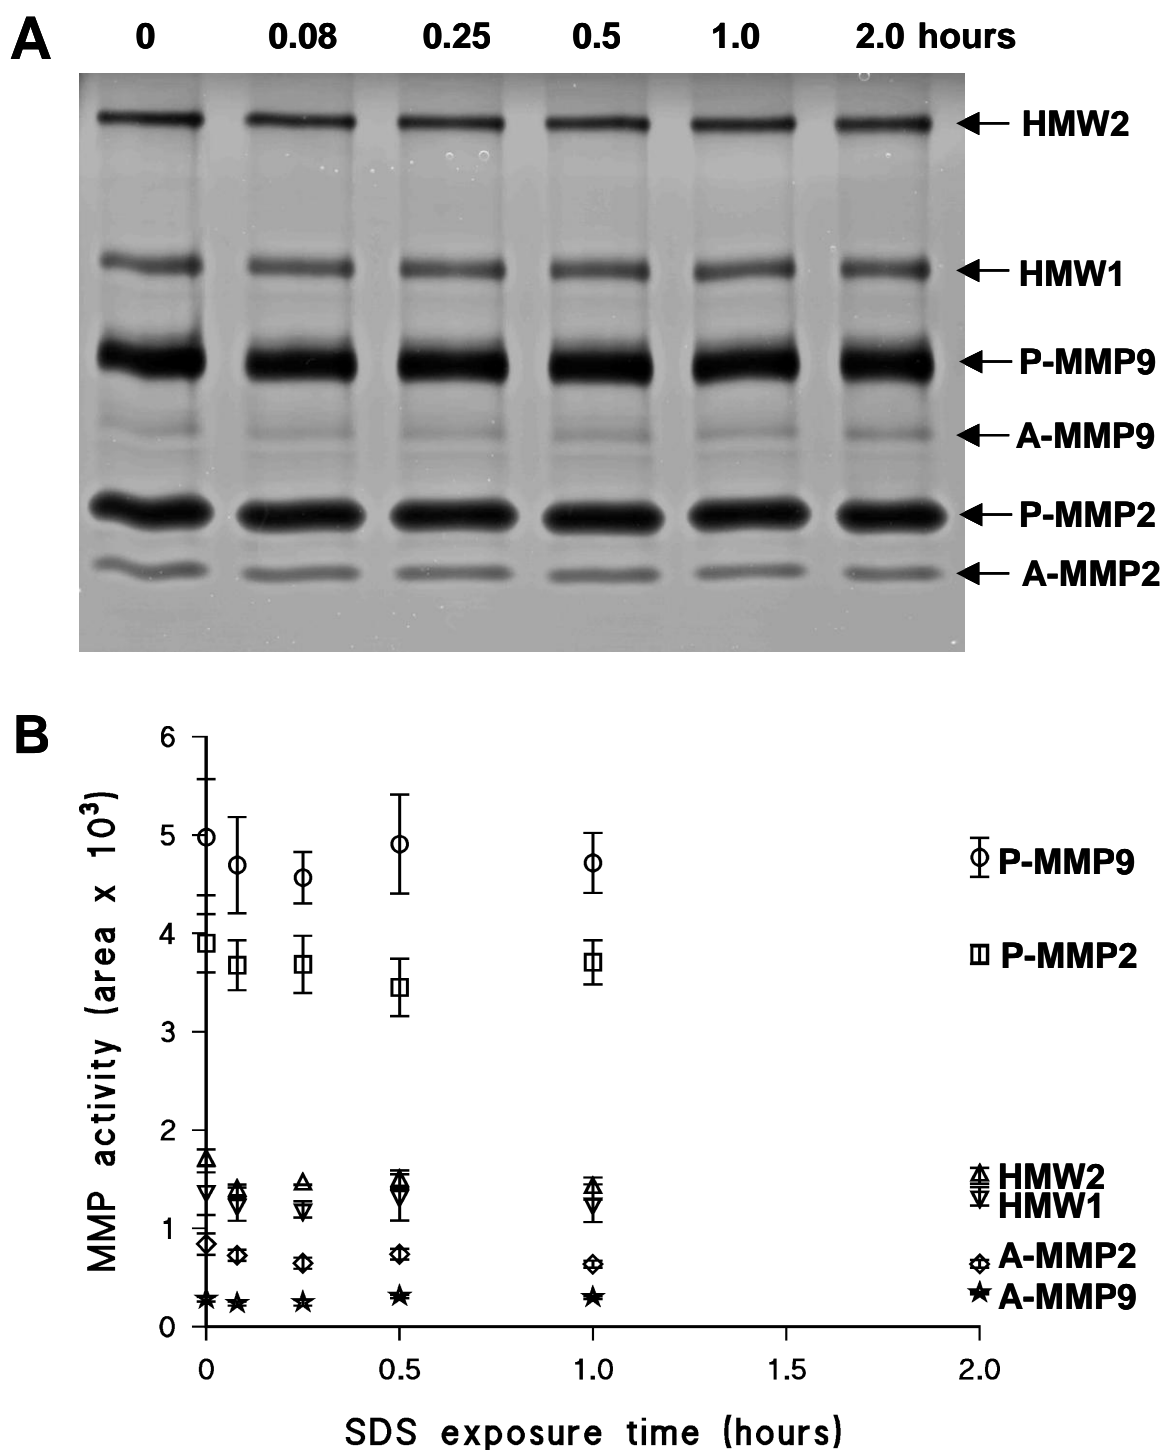 A
0 0.08 0.25 0.5 1.0 2.0 hours
HMW2
HMW1
P-MMP9
A-MMP9
P-MMP2
A-MMP2
B
MMP activity (area x 10³)
6
5
4
3
2
1
0
P-MMP9
P-MMP2
HMW2
HMW1
A-MMP2
A-MMP9
0 0.5 1.0 1.5 2.0
SDS exposure time (hours)